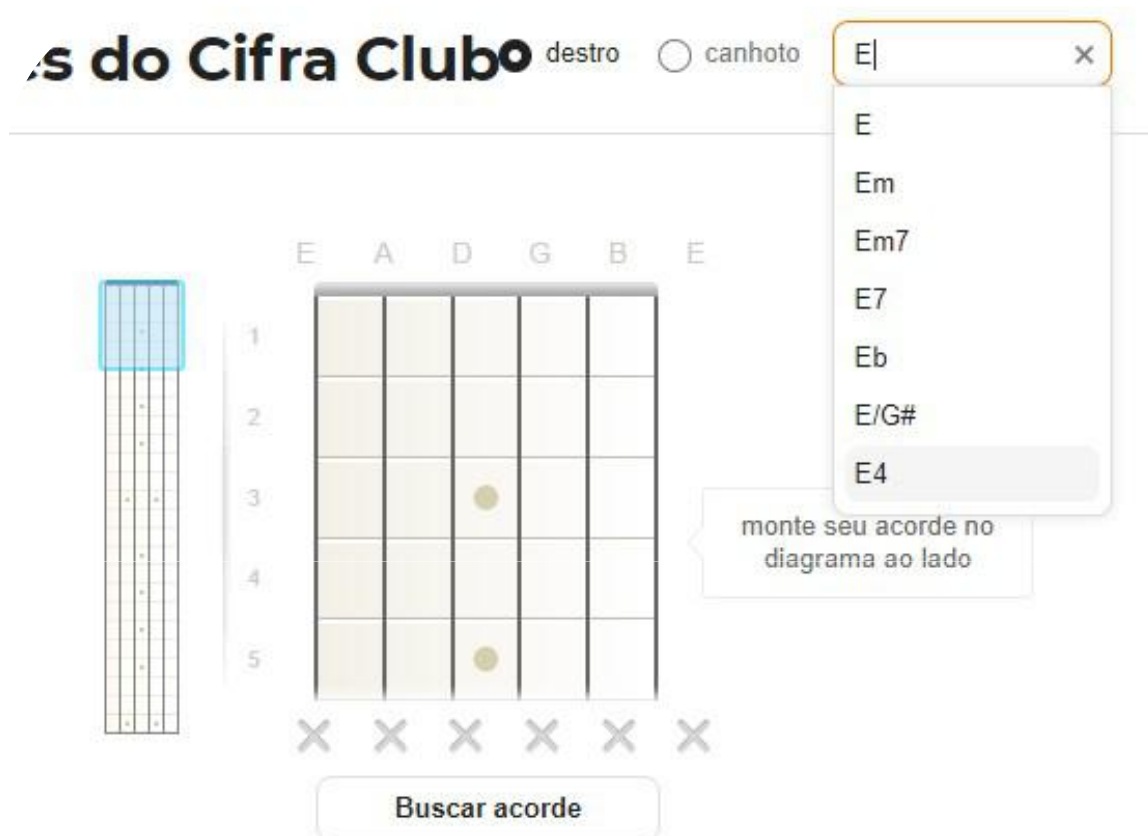 s do Cifra Club
destro
canhoto
E
E
Em
Em7
E7
Eb
E/G#
E4
E A D G B E
1
2
3
4
5
monte seu acorde no
diagrama ao lado
Buscar acorde